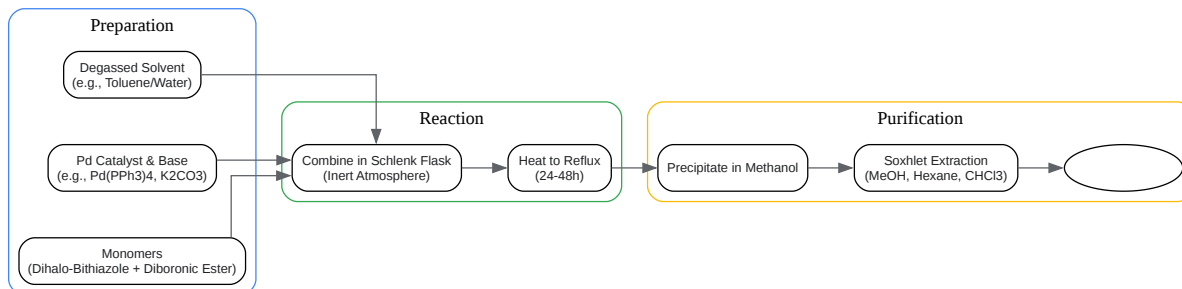 Preparation
Degassed Solvent
(e.g., Toluene/Water)
Pd Catalyst & Base
(e.g., Pd(PPh3)4, K2CO3)
Monomers
(Dihalo-Bithiazole + Diboronic Ester)
Reaction
Combine in Schlenk Flask
(Inert Atmosphere)
Heat to Reflux
(24-48h)
Purification
Precipitate in Methanol
Soxhlet Extraction
(MeOH, Hexane, CHCl3)